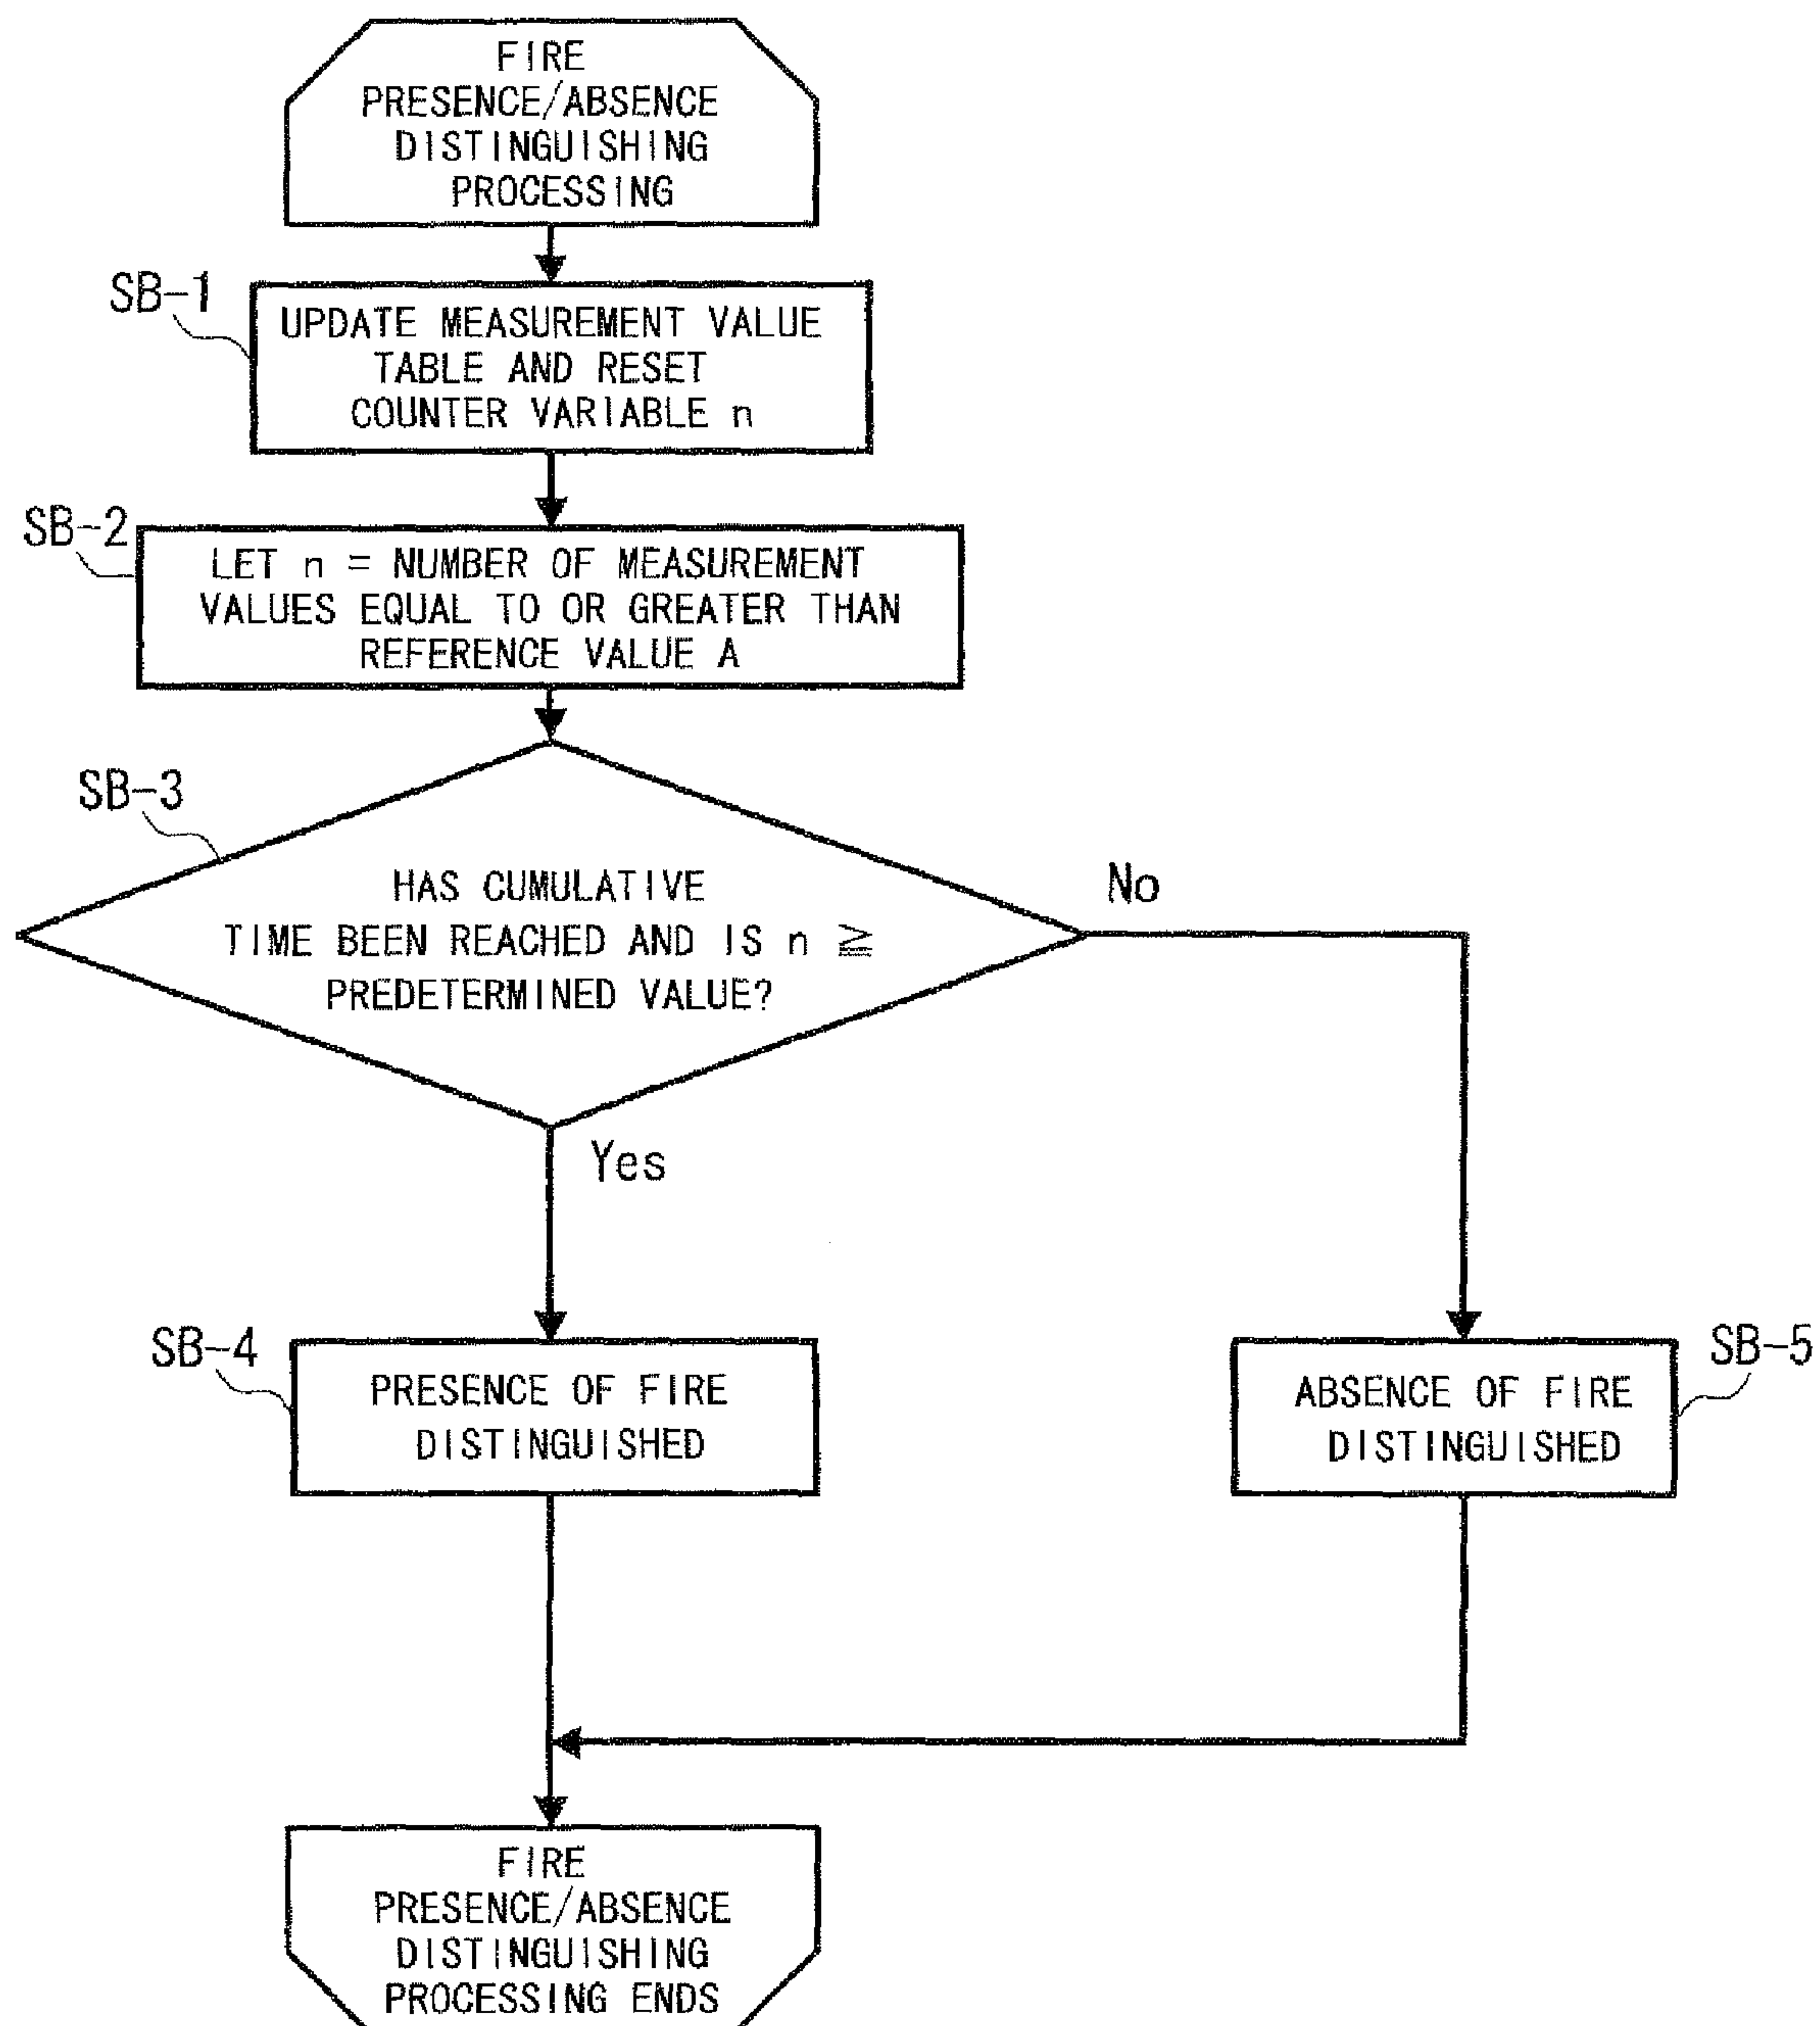 FIRE
PRESENCE/ABSENCE
DISTINGUISHING
PROCESSING
SB-1
UPDATE MEASUREMENT VALUE
TABLE AND RESET
COUNTER VARIABLE n
SB-2
LET n = NUMBER OF MEASUREMENT
VALUES EQUAL TO OR GREATER THAN
REFERENCE VALUE A
SB-3
HAS CUMULATIVE
TIME BEEN REACHED AND IS n ≧
PREDETERMINED VALUE?
No
Yes
SB-4
PRESENCE OF FIRE
DISTINGUISHED
SB-5
ABSENCE OF FIRE
DISTINGUISHED
FIRE
PRESENCE/ABSENCE
DISTINGUISHING
PROCESSING ENDS